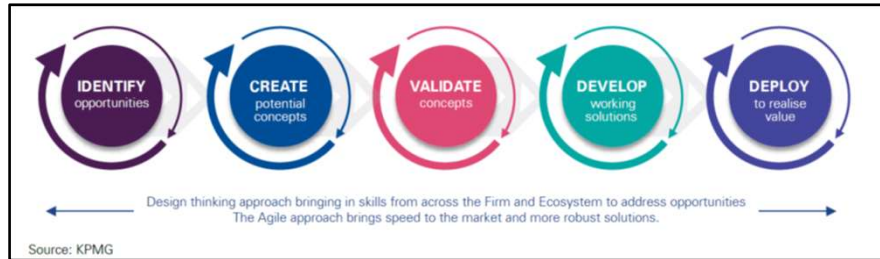 IDENTIFY
opportunities
CREATE
potential
concepts
VALIDATE
concepts
DEVELOP
working
solutions
DEPLOY
to realise
value
Design thinking approach bringing in skills from across the Firm and Ecosystem to address opportunities
The Agile approach brings speed to the market and more robust solutions.
Source: KPMG